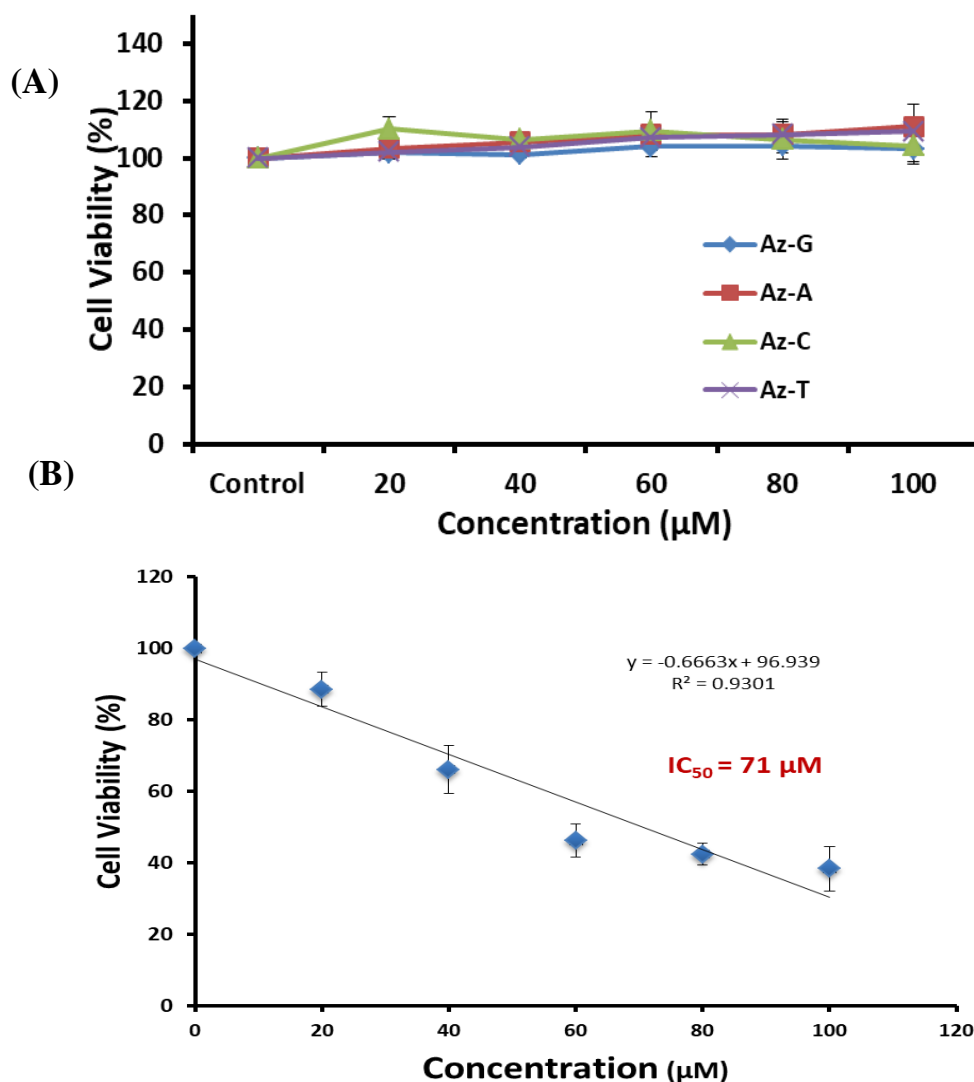 (A)
Cell Viability (%)
140
120
100
80
60
40
20
0
Az-G
Az-A
Az-C
Az-T
Control 20 40 60 80 100
Concentration (µM)
(B)
Cell Viability (%)
120
100
80
60
40
20
0
y = -0.6663x + 96.939
R² = 0.9301
IC₅₀ = 71 µM
0 20 40 60 80 100 120
Concentration (µM)